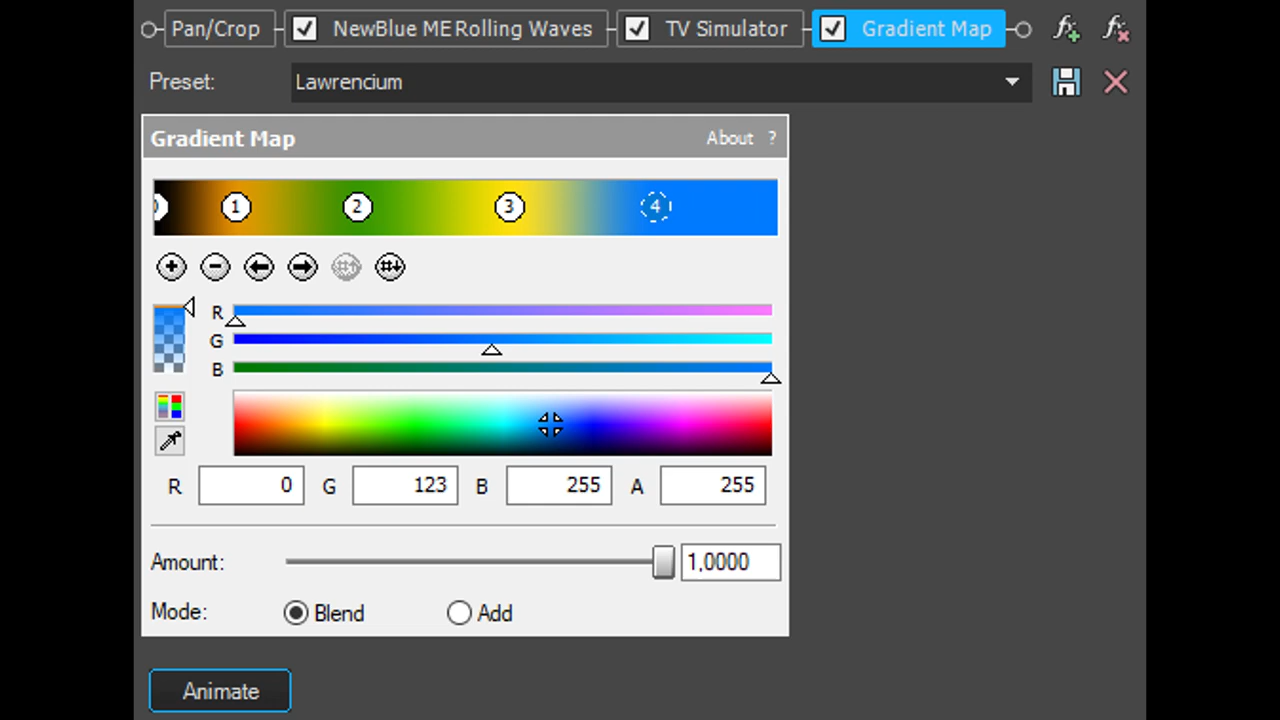 Pan/Crop NewBlue ME Rolling Waves TV Simulator Gradient Map
Preset: Lawrencium
Gradient Map About ?
1 2 3 4
R
G
B
R 0 G 123 B 255 A 255
Amount: 1,0000
Mode: Blend Add
Animate